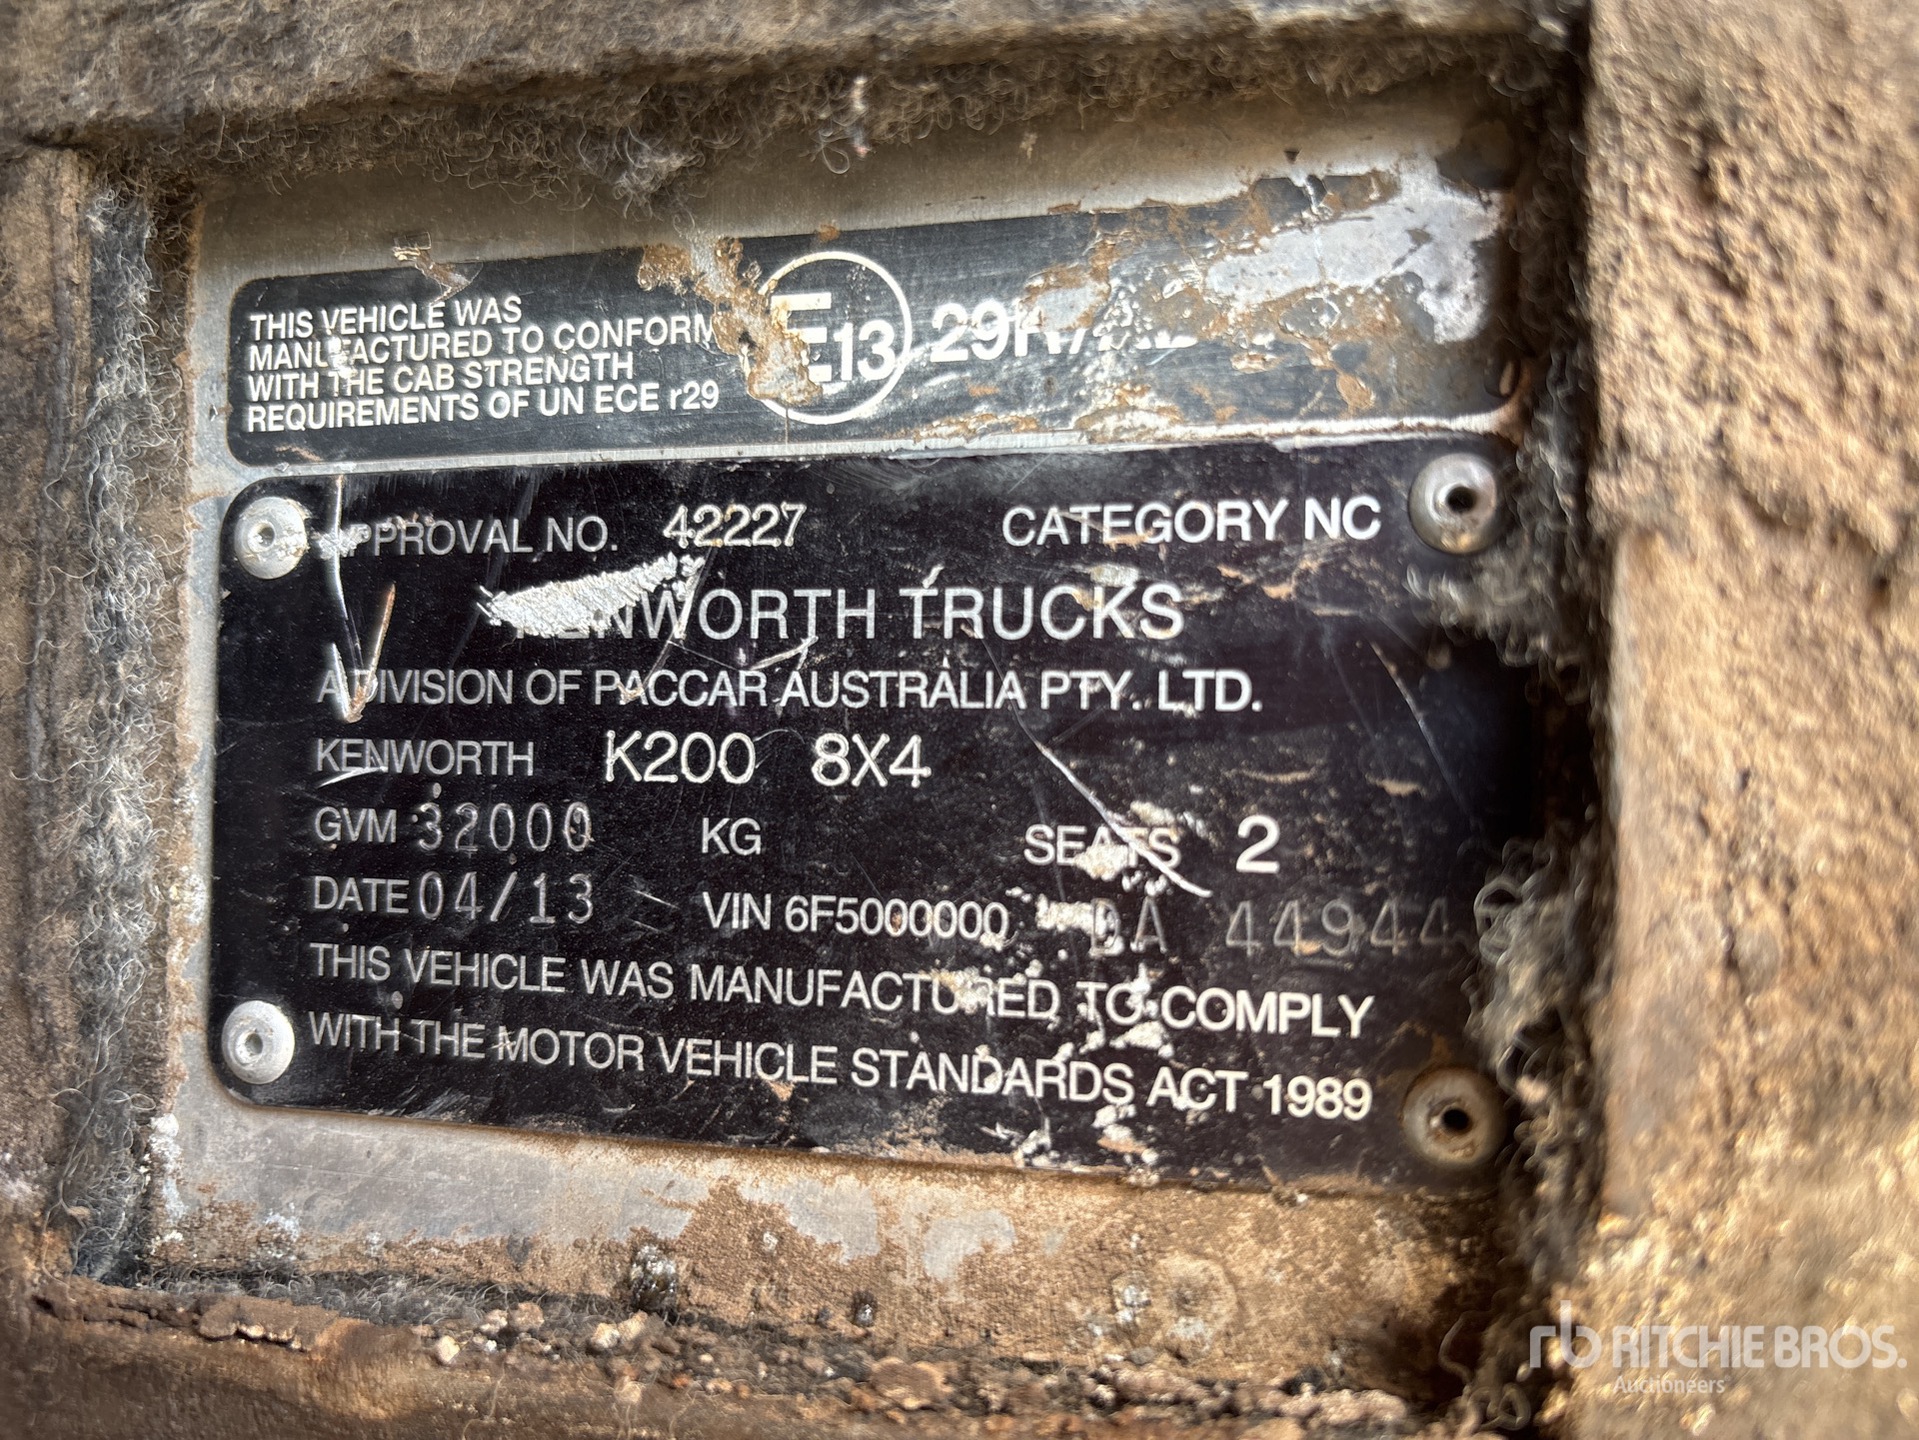 THIS VEHICLE WAS
MANUFACTURED TO CONFORM
WITH THE CAB STRENGTH
REQUIREMENTS OF UN ECE r29
E13
APPROVAL NO. 42227 CATEGORY NC
KENWORTH TRUCKS
A DIVISION OF PACCAR AUSTRALIA PTY. LTD.
KENWORTH K200 8X4
GVM 32000 KG SEATS 2
DATE 04/13 VIN 6F5000000 A 44944
THIS VEHICLE WAS MANUFACTURED TO COMPLY
WITH THE MOTOR VEHICLE STANDARDS ACT 1989
rb RITCHIE BROS.
Auctioneers